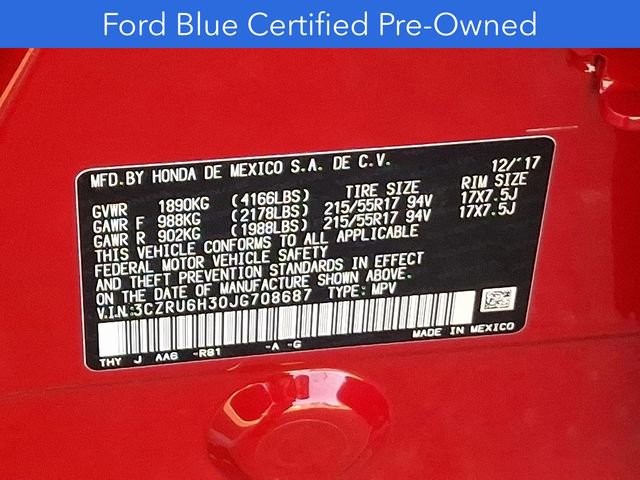 Ford Blue Certified Pre-Owned
MFD.BY HONDA DE MEXICO S.A. DE C.V. 12/'17
GVWR 1890KG (4166LBS) TIRE SIZE RIM SIZE
GAWR F 988KG (2178LBS) 215/55R17 94V 17X7.5J
GAWR R 902KG (1988LBS) 215/55R17 94V 17X7.5J
THIS VEHICLE CONFORMS TO ALL APPLICABLE
FEDERAL MOTOR VEHICLE SAFETY
AND THEFT PREVENTION STANDARDS IN EFFECT
ON THE DATE OF MANUFACTURE SHOWN ABOVE.
V.I.N:3CZRU6H30JG708687 TYPE: MPV
THY J AA6 -R81 -A -G MADE IN MEXICO